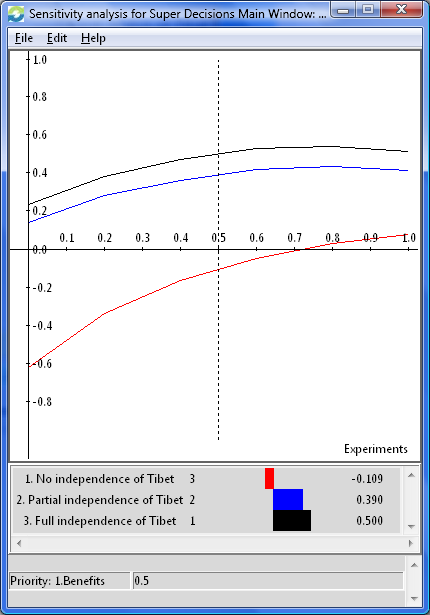 Sensitivity analysis for Super Decisions Main Window: ...
File Edit Help
1.0
0.8
0.6
0.4
0.2
0.1 0.2 0.3 0.4 0.5 0.6 0.7 0.8 0.9 1.0
0.0
-0.2
-0.4
-0.6
-0.8
Experiments
1. No independence of Tibet 3 -0.109
2. Partial independence of Tibet 2 0.390
3. Full independence of Tibet 1 0.500
Priority: 1.Benefits 0.5